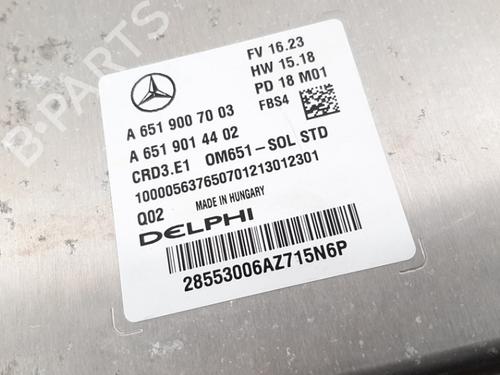 B-PARTS
FV 16.23
HW 15.18
PD 18 M01
FBS4
A 651 900 70 03
A 651 901 44 02
CRD3.E1 OM651-SOL STD
100005637650701213012301
Q02 MADE IN HUNGARY
DELPHI
28553006AZ715N6P